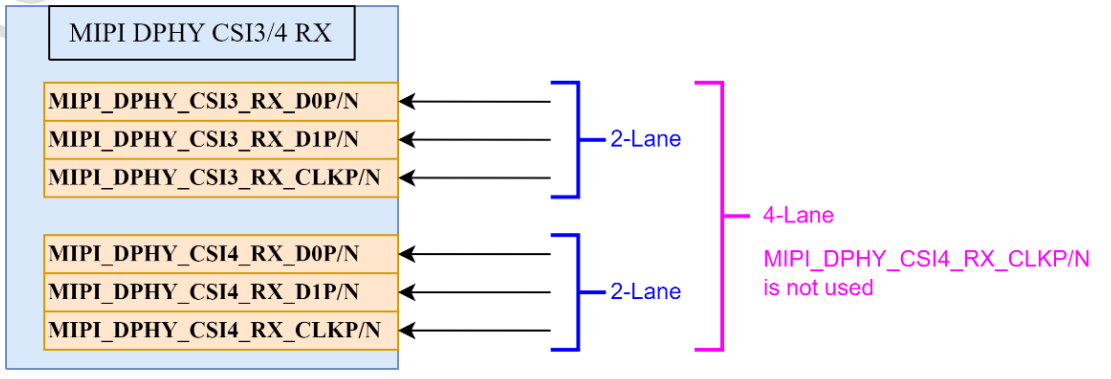 MIPI DPHY CSI3/4 RX
MIPI_DPHY_CSI3_RX_D0P/N
MIPI_DPHY_CSI3_RX_D1P/N
MIPI_DPHY_CSI3_RX_CLKP/N
2-Lane
MIPI_DPHY_CSI4_RX_D0P/N
MIPI_DPHY_CSI4_RX_D1P/N
MIPI_DPHY_CSI4_RX_CLKP/N
2-Lane
4-Lane
MIPI_DPHY_CSI4_RX_CLKP/N
is not used